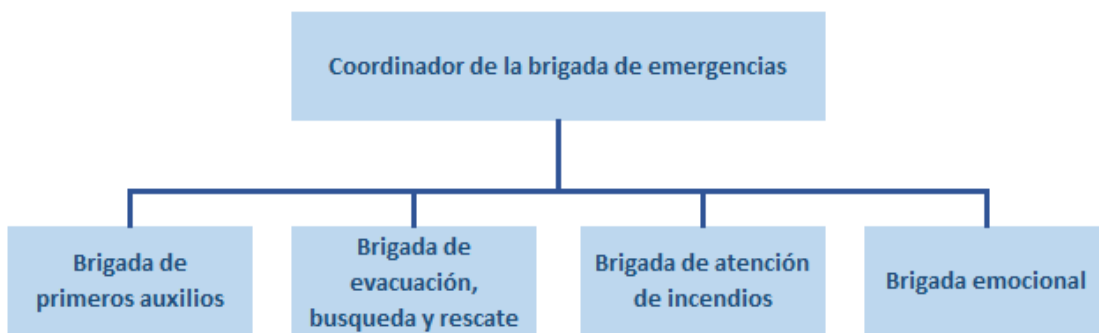 Coordinador de la brigada de emergencias
Brigada de
primeros auxilios
Brigada de
evacuación,
busqueda y rescate
Brigada de atención
de incendios
Brigada emocional